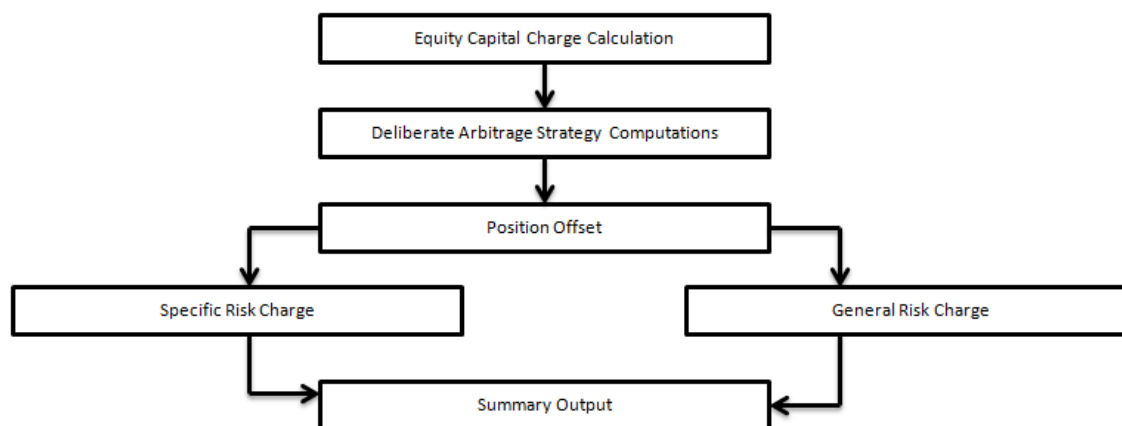 Equity Capital Charge Calculation
Deliberate Arbitrage Strategy Computations
Position Offset
Specific Risk Charge
General Risk Charge
Summary Output